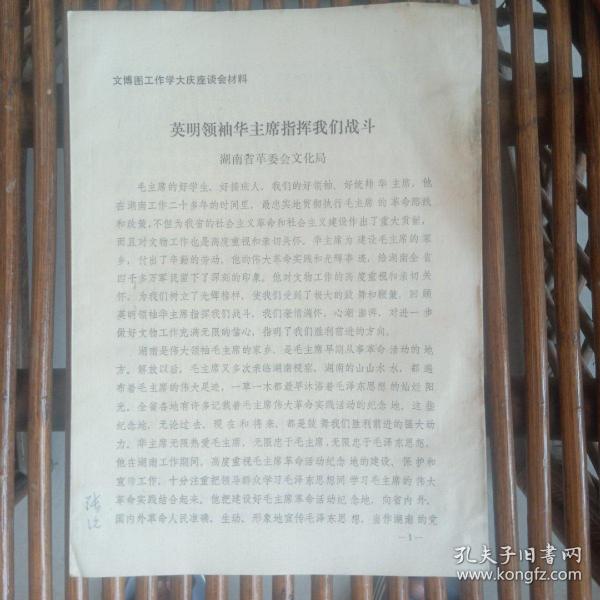 文博图工作学大庆座谈会材料
英明领袖华主席指挥我们战斗
湖南省革委会文化局
毛主席的好学生、好接班人，我们的好领袖、好统帅华主席，他
在湖南工作二十多年的时间里，最忠实地贯彻执行毛主席的革命路线
和政策，不但为我省的社会主义革命和社会主义建设作出了重大贡献，
而且对文物工作也是高度重视和亲切关怀。华主席为建设毛主席的家
乡，付出了辛勤的劳动。他的伟大革命实践和光辉事迹，给湖南全省
四千多万军民留下了深刻的印象。他对文物工作的高度重视和亲切关
怀，为我们树立了光辉榜样，使我们受到了极大的鼓舞和鞭策。回顾
英明领袖华主席指挥我们战斗，我们豪情满怀，心潮澎湃，对进一步
做好文物工作充满无限的信心，指明了我们胜利前进的方向。
湖南是伟大领袖毛主席的家乡，是毛主席早期从事革命活动的地
方。解放以后，毛主席又多次亲临湖南视察。湖南的山山水水，都遍
布着毛主席的伟大足迹，一草一木都最早沐浴着毛泽东思想的灿烂阳
光。全省各地有许多记载着毛主席伟大革命实践活动的纪念地，这些
纪念地，无论过去、现在和将来，都是鼓舞我们胜利前进的强大动
力。华主席无限热爱毛主席，无限忠于毛主席，无限忠于毛泽东思想。
他在湖南工作期间，高度重视毛主席革命活动纪念地的建设、保护和
宣传工作，十分注重把领导群众学习毛泽东思想同学习毛主席的伟大
革命实践结合起来。他把建设好毛主席革命活动纪念地，向省内外、
国内外革命人民准确、生动、形象地宣传毛泽东思想，当作湖南的党
—1—
孔夫子旧书网
www.kongfz.com